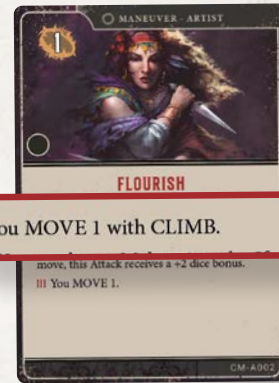 MANEUVER - ARTIST
1
FLOURISH
ou MOVE 1 with CLIMB.
move, this Attack receives a +2 dice bonus.
III You MOVE 1.
CM-A002